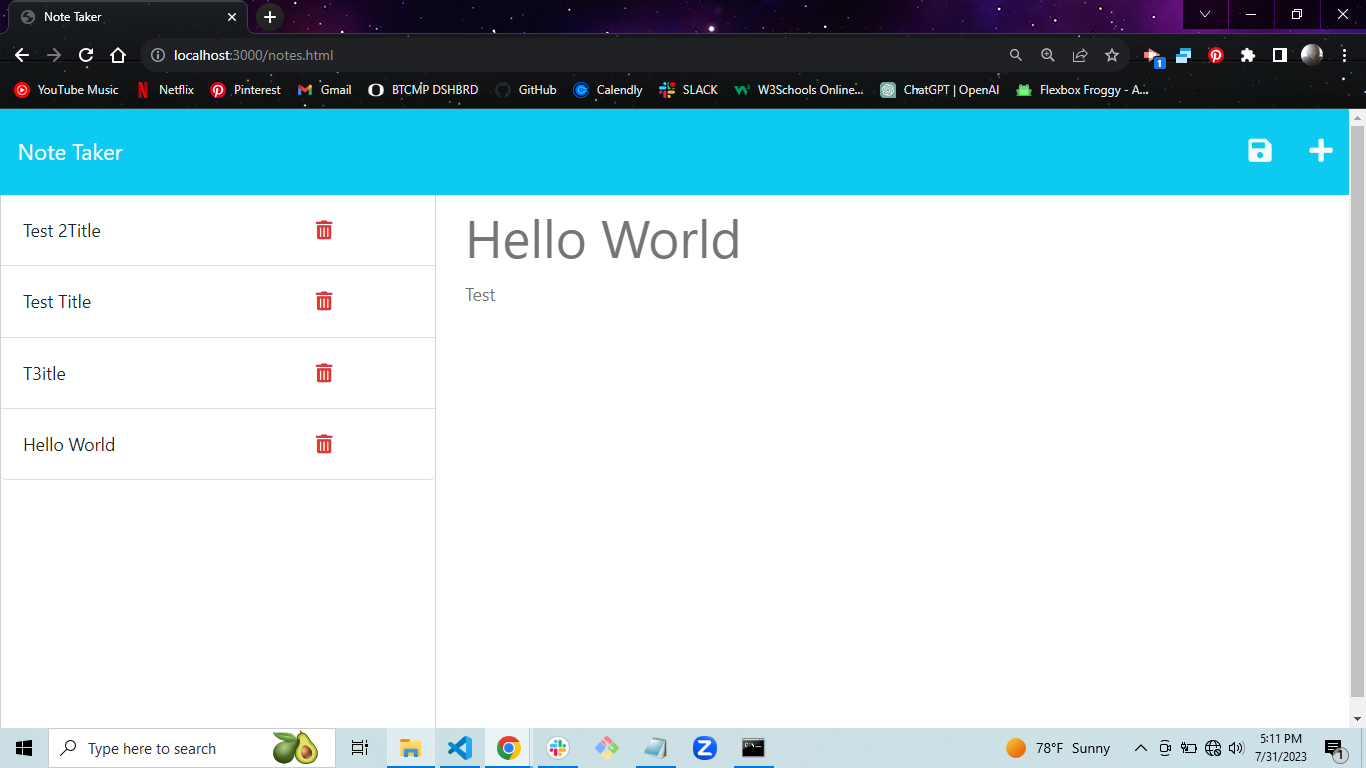 Note Taker
localhost:3000/notes.html
1
YouTube Music Netflix Pinterest Gmail BTCMP DSHBRD GitHub Calendly SLACK W3Schools Online... ChatGPT | OpenAI Flexbox Froggy - A...
Note Taker
Test 2Title
Test Title
T3itle
Hello World
Hello World
Test
Type here to search
78°F Sunny
5:11 PM
7/31/2023
1